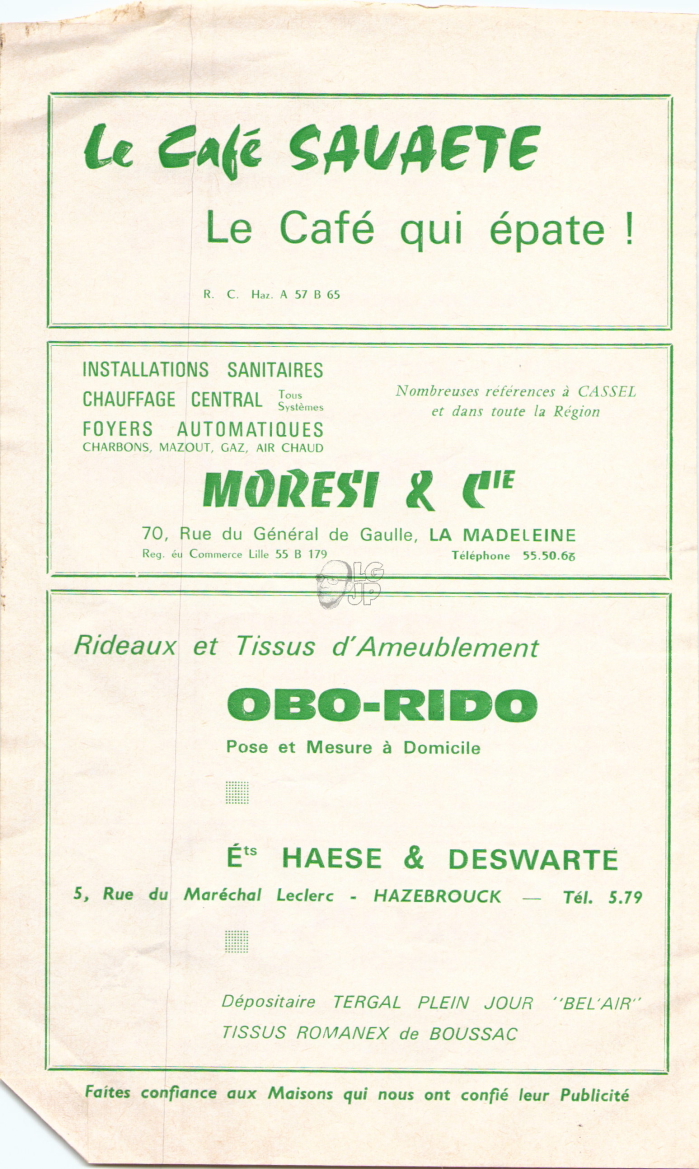 Le Café SAVAETE
Le Café qui épate !
R. C. Haz. A 57 B 65
INSTALLATIONS SANITAIRES
CHAUFFAGE CENTRAL Tous Systèmes
FOYERS AUTOMATIQUES
CHARBONS, MAZOUT, GAZ, AIR CHAUD
Nombreuses références à CASSEL
et dans toute la Région
MORESI & CIE
70, Rue du Général de Gaulle, LA MADELEINE
Reg. éu Commerce Lille 55 B 179 Téléphone 55.50.66
LG
JP
Rideaux et Tissus d'Ameublement
OBO-RIDO
Pose et Mesure à Domicile
Éts HAESE & DESWARTE
5, Rue du Maréchal Leclerc - HAZEBROUCK — Tél. 5.79
Dépositaire TERGAL PLEIN JOUR "BEL'AIR"
TISSUS ROMANEX de BOUSSAC
Faites confiance aux Maisons qui nous ont confié leur Publicité